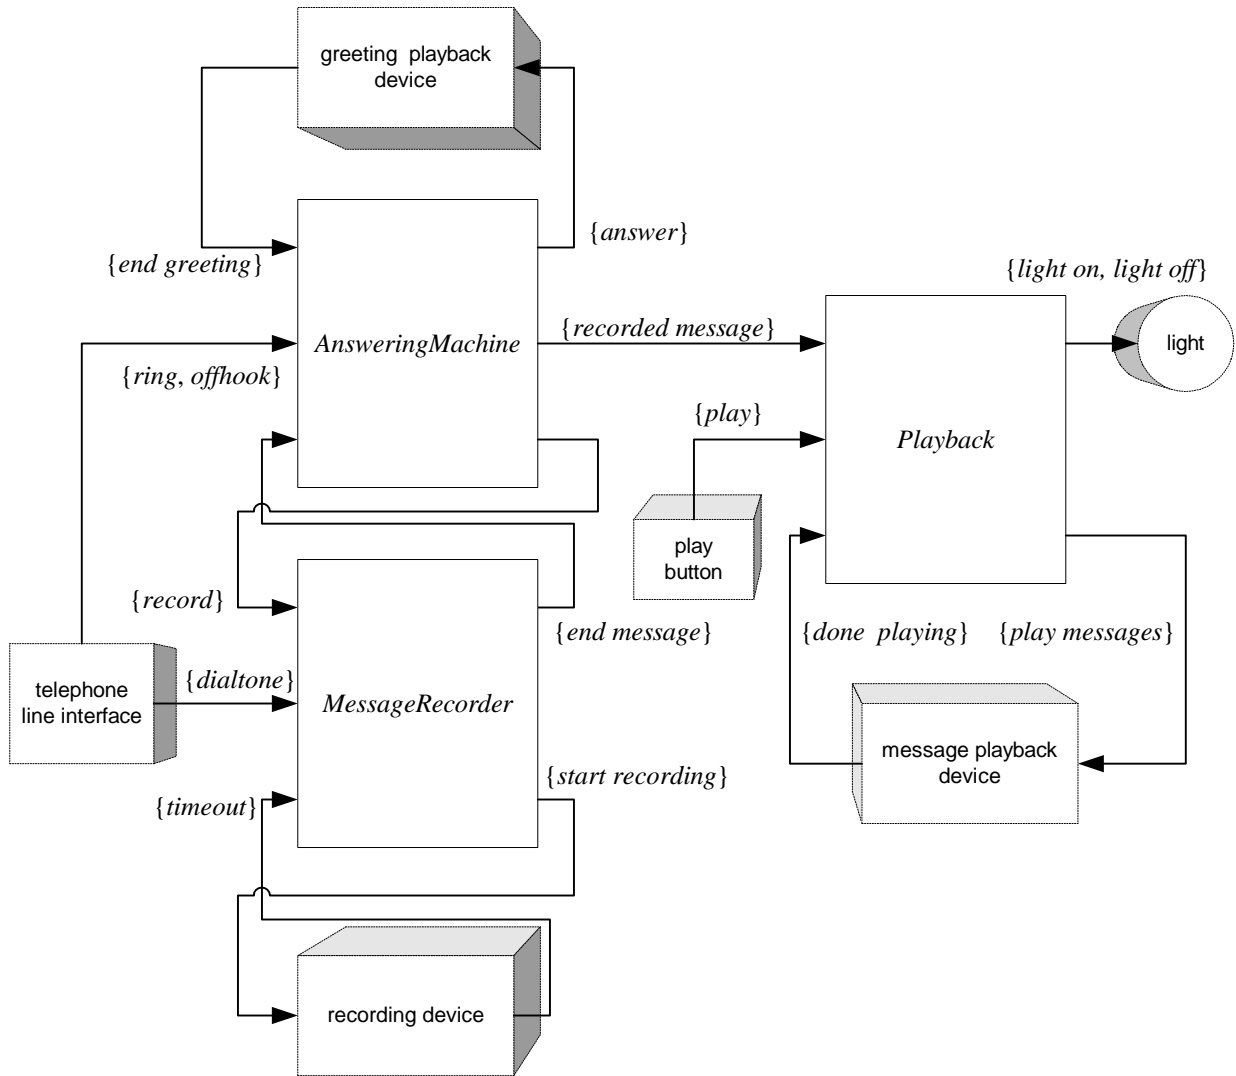 greeting playback
device
{answer}
{end greeting}
{light on, light off}
{recorded message}
AnsweringMachine
light
{ring, offhook}
{play}
Playback
play
button
{record}
{end message}
{done playing}
{play messages}
telephone
line interface
{dialtone}
MessageRecorder
message playback
device
{start recording}
{timeout}
recording device